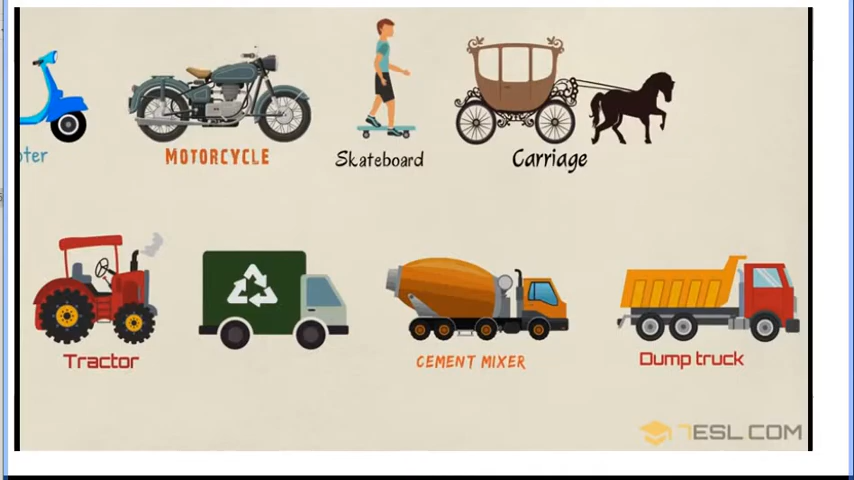 oter
MOTORCYCLE
Skateboard
Carriage
Tractor
CEMENT MIXER
Dump truck
7ESL.COM